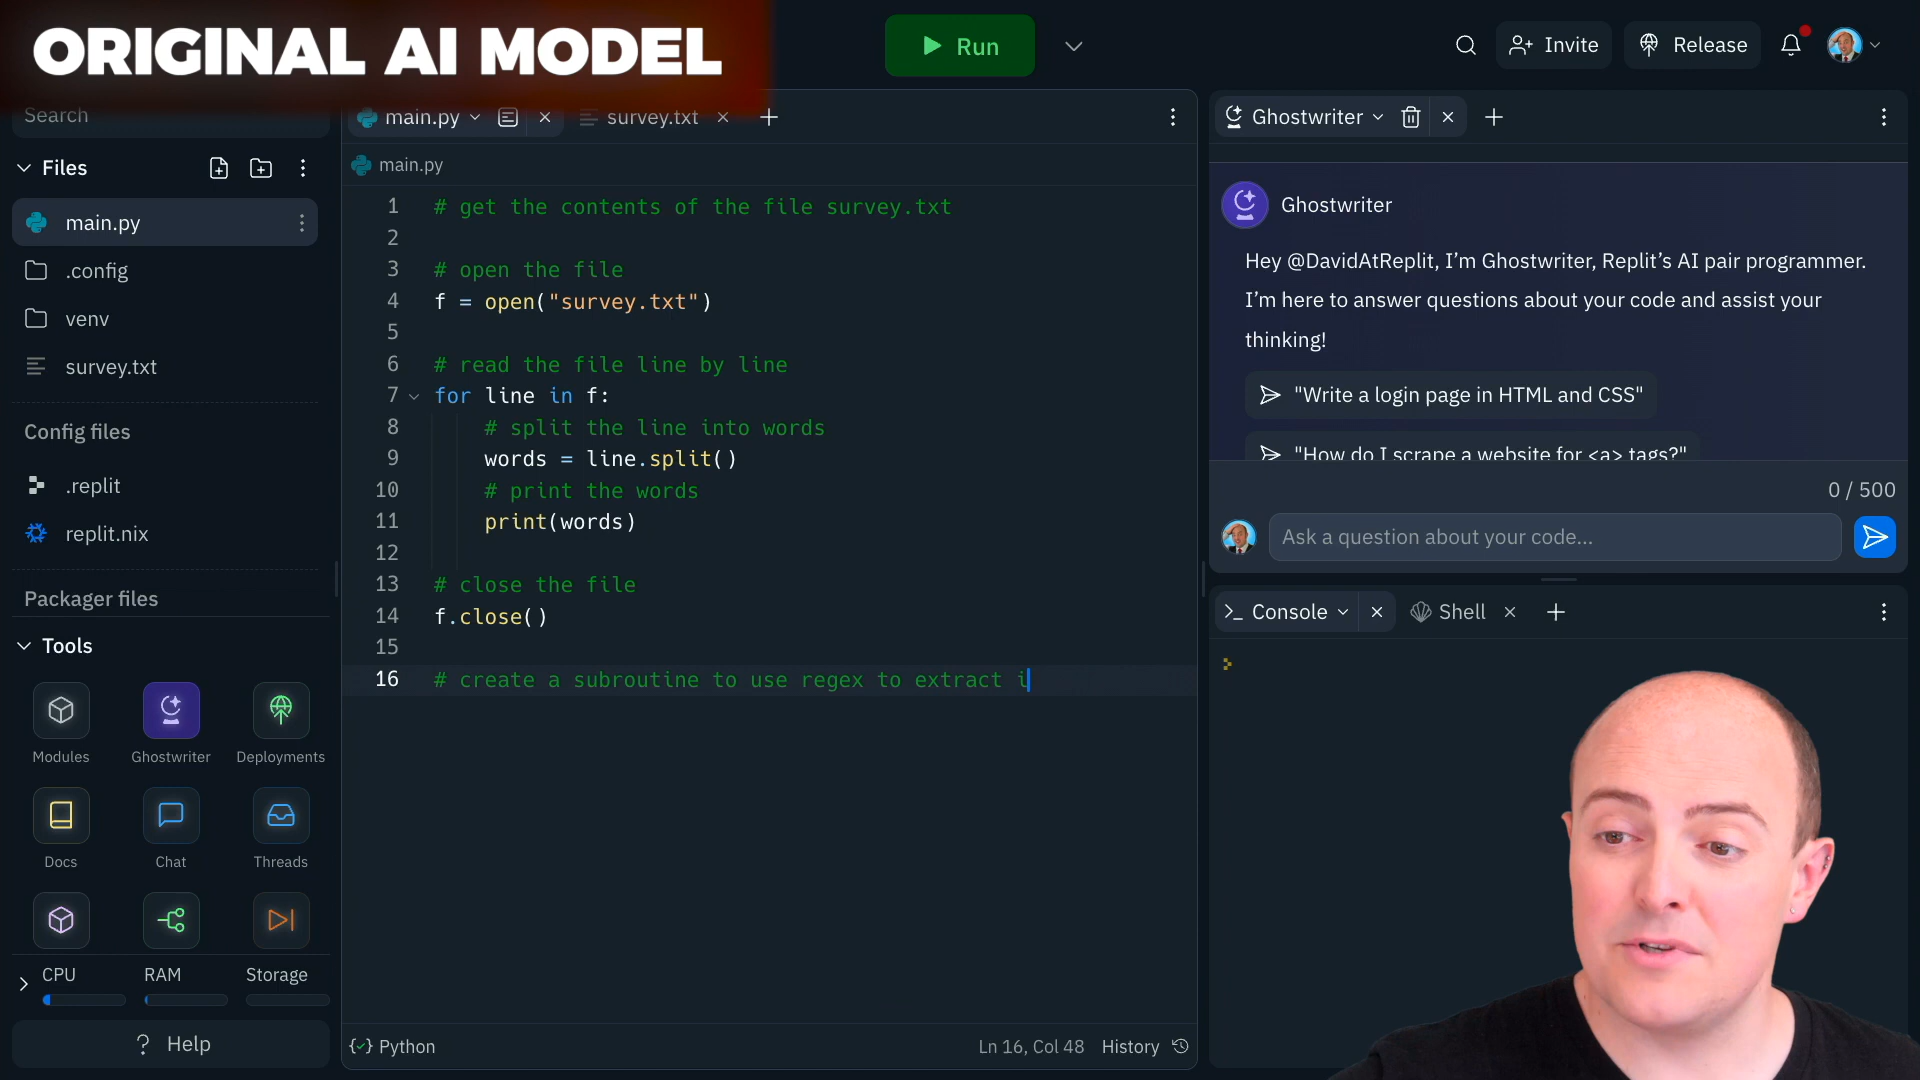 ORIGINAL AI MODEL
Run
Invite
Release
Search
main.py
survey.txt
Ghostwriter
Files
main.py
main.py
.config
venv
survey.txt
Config files
.replit
replit.nix
Packager files
Tools
Modules
Ghostwriter
Deployments
Docs
Chat
Threads
CPU
RAM
Storage
? Help
1 # get the contents of the file survey.txt
2
3 # open the file
4 f = open("survey.txt")
5
6 # read the file line by line
7 for line in f:
8 # split the line into words
9 words = line.split()
10 # print the words
11 print(words)
12
13 # close the file
14 f.close()
15
16 # create a subroutine to use regex to extract i
Python
Ln 16, Col 48
History
Ghostwriter
Hey @DavidAtReplit, I’m Ghostwriter, Replit’s AI pair programmer.
I’m here to answer questions about your code and assist your
thinking!
"Write a login page in HTML and CSS"
"How do I scrape a website for <a> tags?"
0 / 500
Ask a question about your code...
Console
Shell